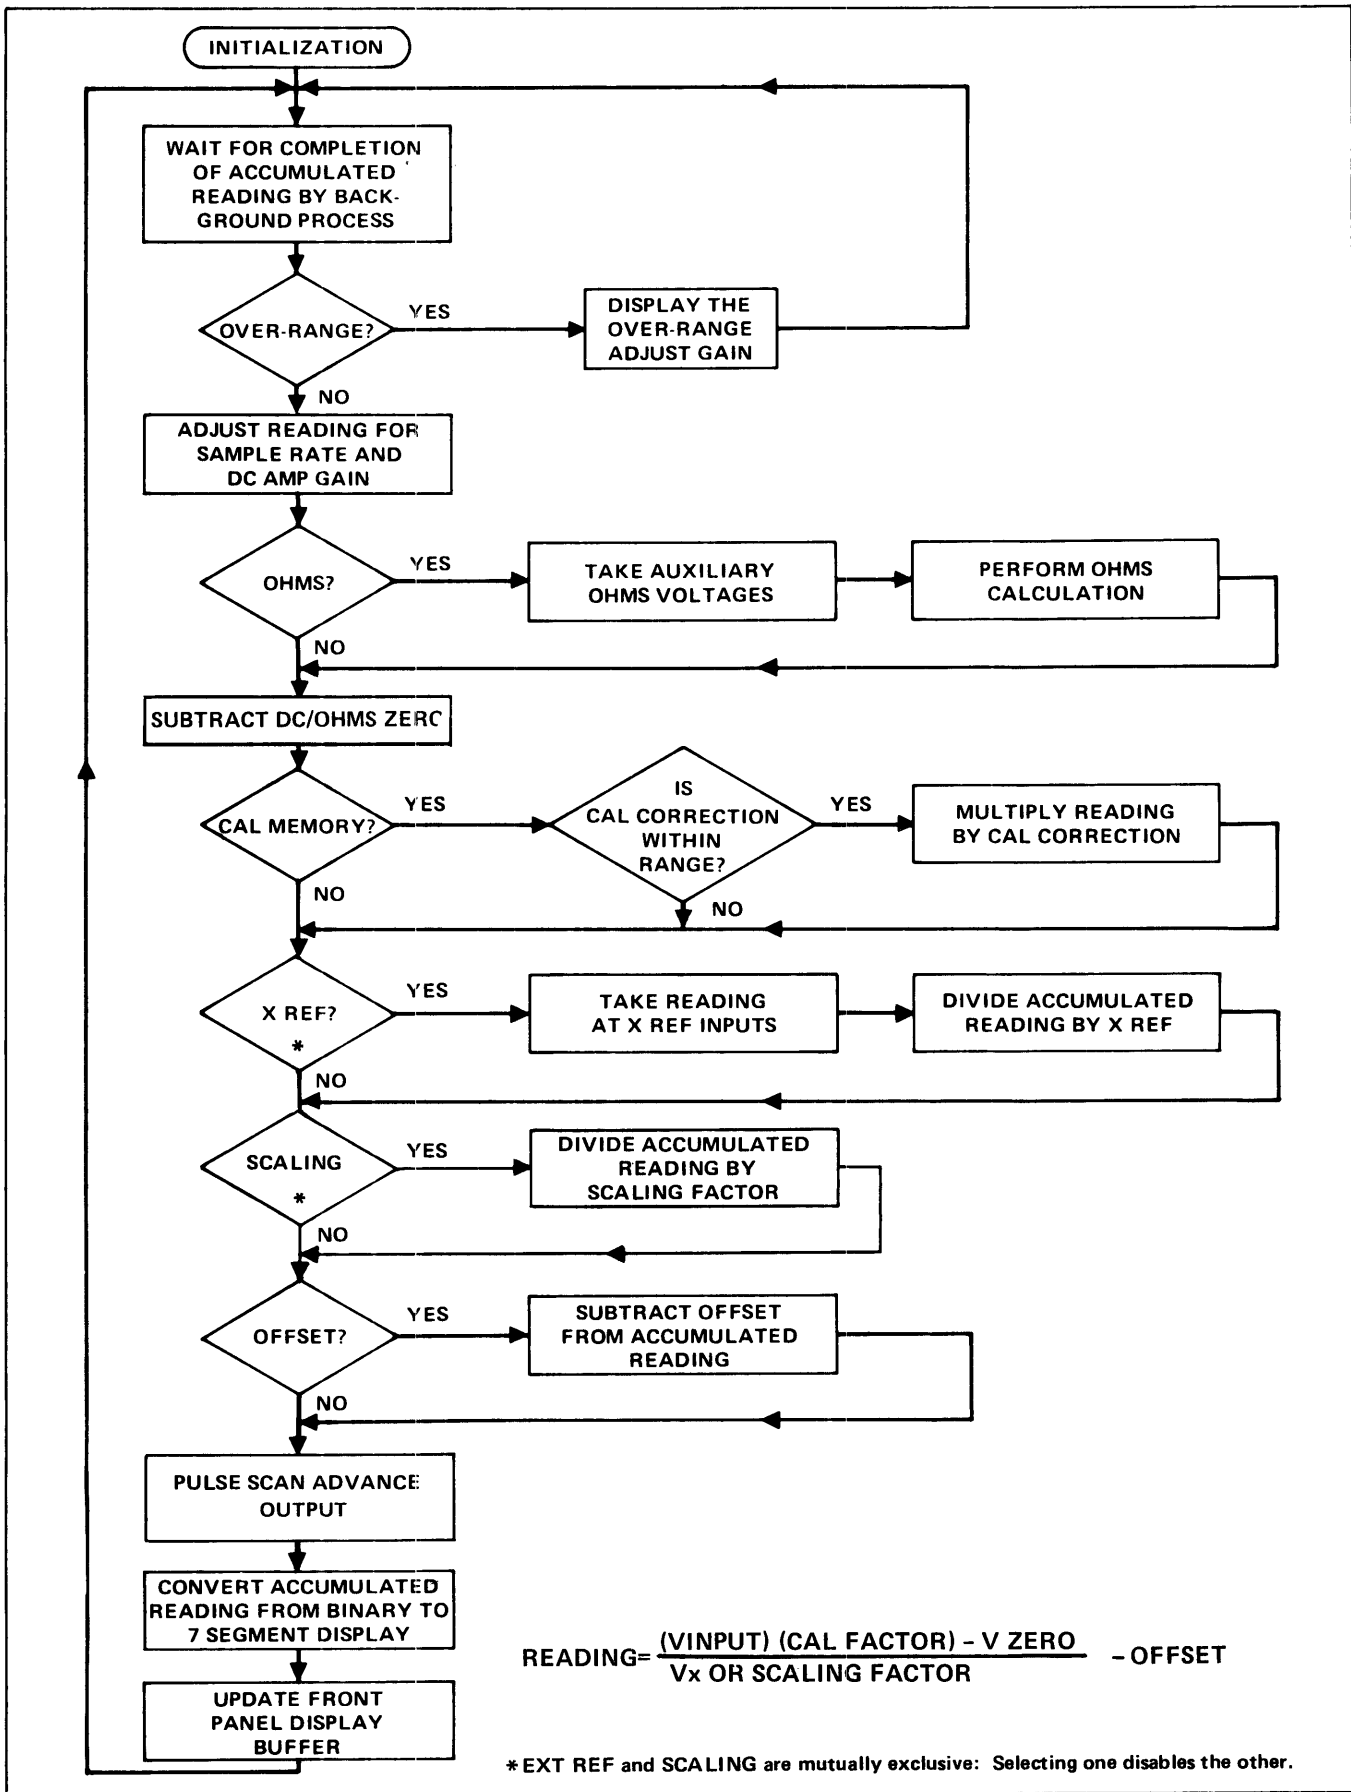 INITIALIZATION
WAIT FOR COMPLETION
OF ACCUMULATED
READING BY BACK-
GROUND PROCESS
OVER-RANGE?
YES
DISPLAY THE
OVER-RANGE
ADJUST GAIN
NO
ADJUST READING FOR
SAMPLE RATE AND
DC AMP GAIN
OHMS?
YES
TAKE AUXILIARY
OHMS VOLTAGES
PERFORM OHMS
CALCULATION
NO
SUBTRACT DC/OHMS ZERO
CAL MEMORY?
YES
IS
CAL CORRECTION
WITHIN
RANGE?
YES
MULTIPLY READING
BY CAL CORRECTION
NO
NO
X REF?
*
YES
TAKE READING
AT X REF INPUTS
DIVIDE ACCUMULATED
READING BY X REF
NO
SCALING
*
YES
DIVIDE ACCUMULATED
READING BY
SCALING FACTOR
NO
OFFSET?
YES
SUBTRACT OFFSET
FROM ACCUMULATED
READING
NO
PULSE SCAN ADVANCE
OUTPUT
CONVERT ACCUMULATED
READING FROM BINARY TO
7 SEGMENT DISPLAY
UPDATE FRONT
PANEL DISPLAY
BUFFER
READING= (VINPUT) (CAL FACTOR) – V ZERO – OFFSET
Vx OR SCALING FACTOR
*EXT REF and SCALING are mutually exclusive: Selecting one disables the other.